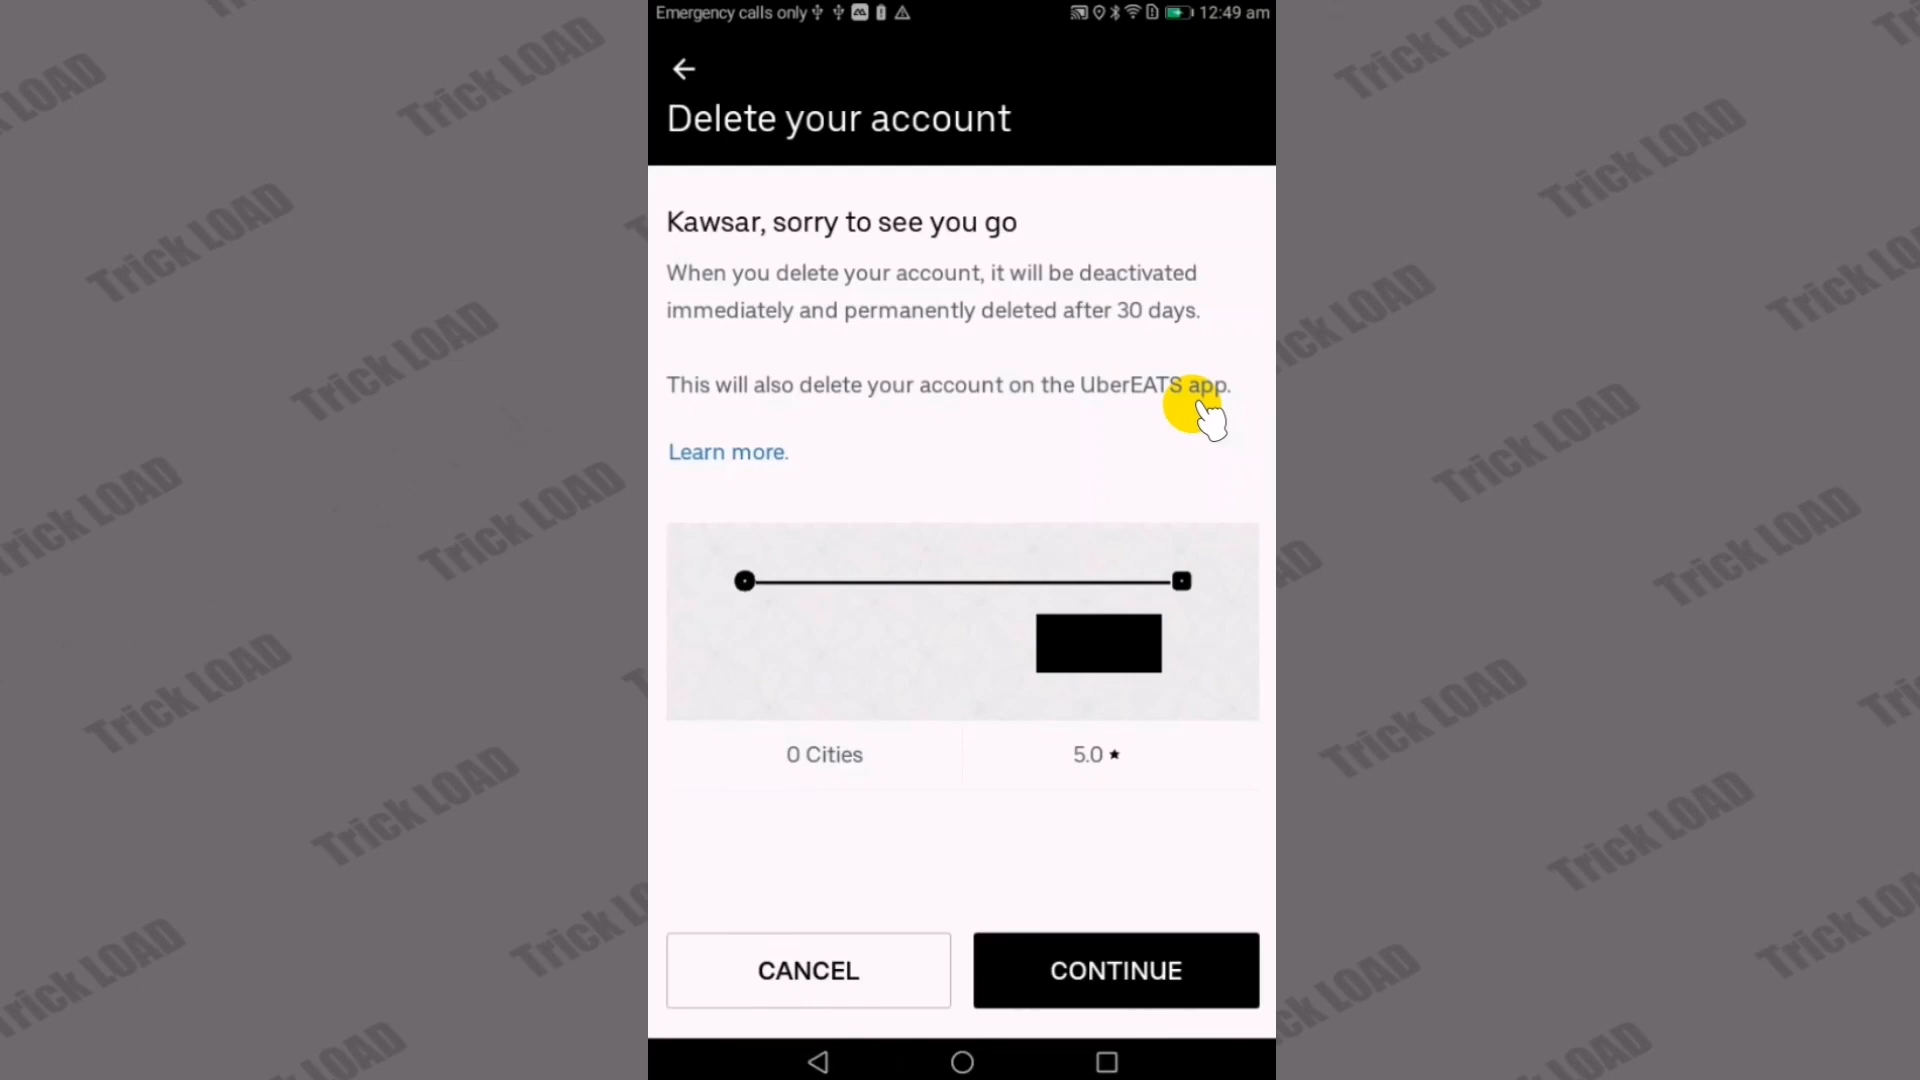 Emergency calls only
12:49 am
Delete your account
Kawsar, sorry to see you go
When you delete your account, it will be deactivated
immediately and permanently deleted after 30 days.
This will also delete your account on the UberEATS app.
Learn more.
0 Cities
5.0 ★
CANCEL
CONTINUE
Trick LOAD